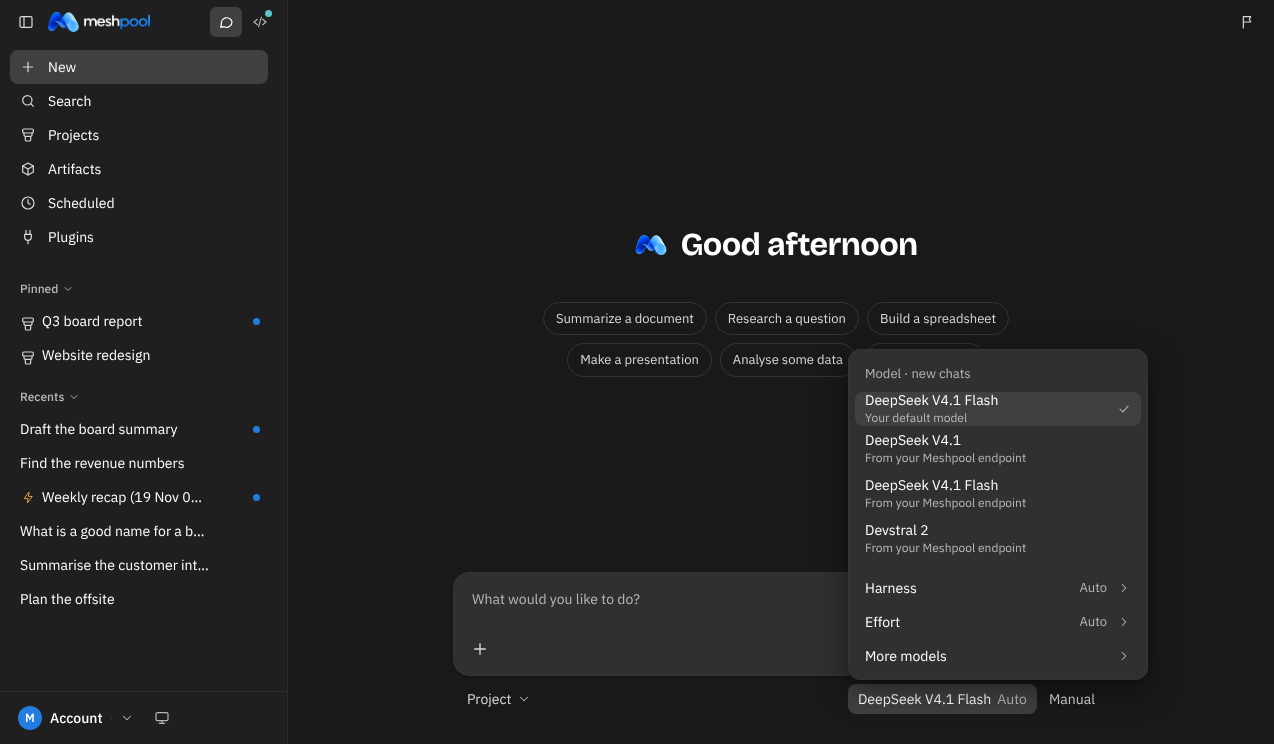 meshpool
New
Search
Projects
Artifacts
Scheduled
Plugins
Pinned
Q3 board report
Website redesign
Recents
Draft the board summary
Find the revenue numbers
Weekly recap (19 Nov 0...
What is a good name for a b...
Summarise the customer int...
Plan the offsite
M Account
Good afternoon
Summarize a document
Research a question
Build a spreadsheet
Make a presentation
Analyse some data
Model · new chats
DeepSeek V4.1 Flash
Your default model
DeepSeek V4.1
From your Meshpool endpoint
DeepSeek V4.1 Flash
From your Meshpool endpoint
Devstral 2
From your Meshpool endpoint
Harness Auto
Effort Auto
More models
What would you like to do?
Project
DeepSeek V4.1 Flash Auto
Manual